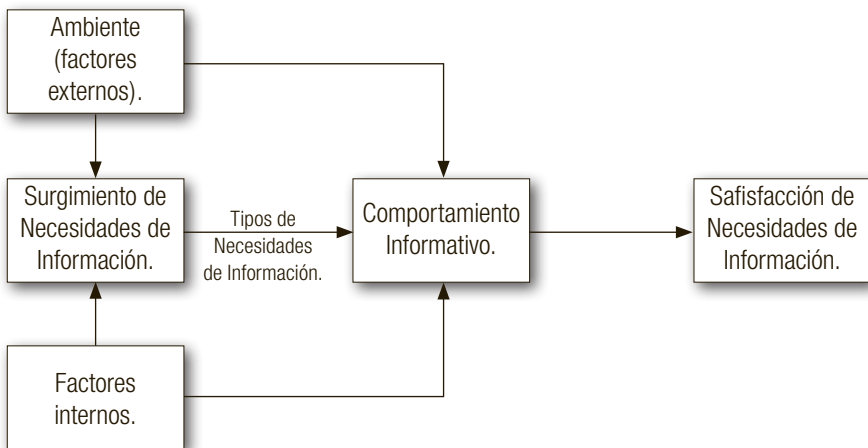 Ambiente
(factores
externos).
Surgimiento de
Necesidades de
Información.
Tipos de
Necesidades
de Información.
Comportamiento
Informativo.
Safisfacción de
Necesidades de
Información.
Factores
internos.